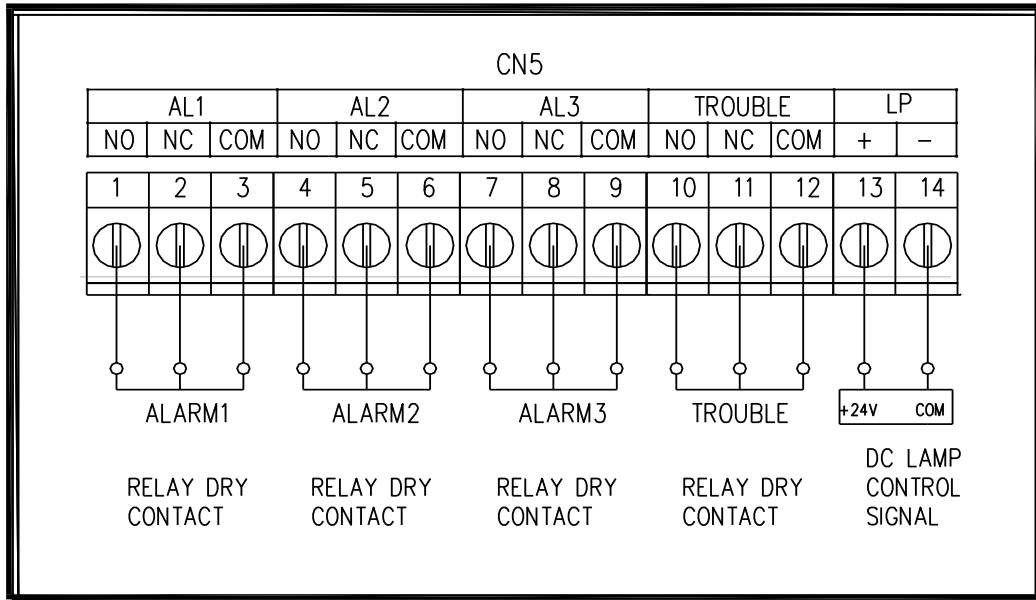 CN5
AL1 AL2 AL3 TROUBLE LP
NO NC COM NO NC COM NO NC COM NO NC COM + -
1 2 3 4 5 6 7 8 9 10 11 12 13 14
+24V COM
ALARM1 ALARM2 ALARM3 TROUBLE
DC LAMP
CONTROL
SIGNAL
RELAY DRY
CONTACT
RELAY DRY
CONTACT
RELAY DRY
CONTACT
RELAY DRY
CONTACT